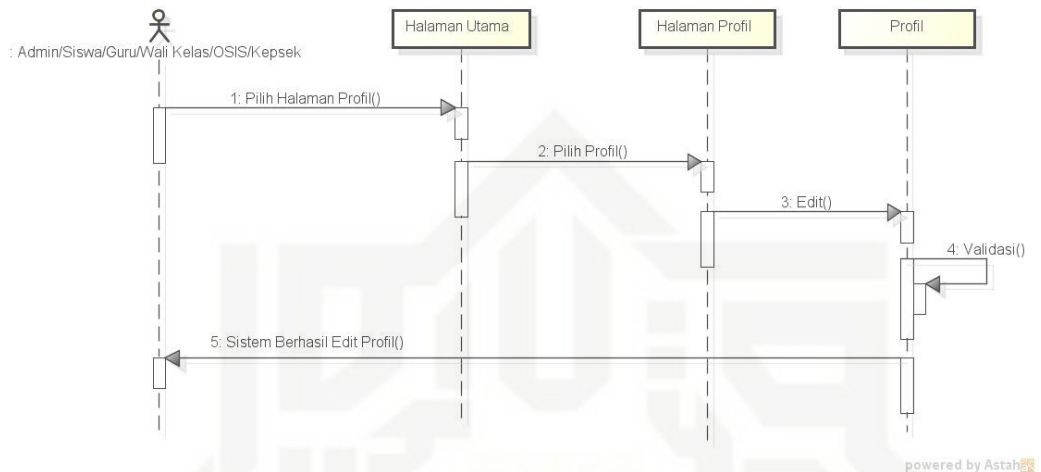 Halaman Utama
Halaman Profil
Profil
: Admin/Siswa/Guru/Wali Kelas/OSIS/Kepsek
1: Pilih Halaman Profil()
2: Pilih Profil()
3: Edit()
4: Validasi()
5: Sistem Berhasil Edit Profil()
powered by Astah